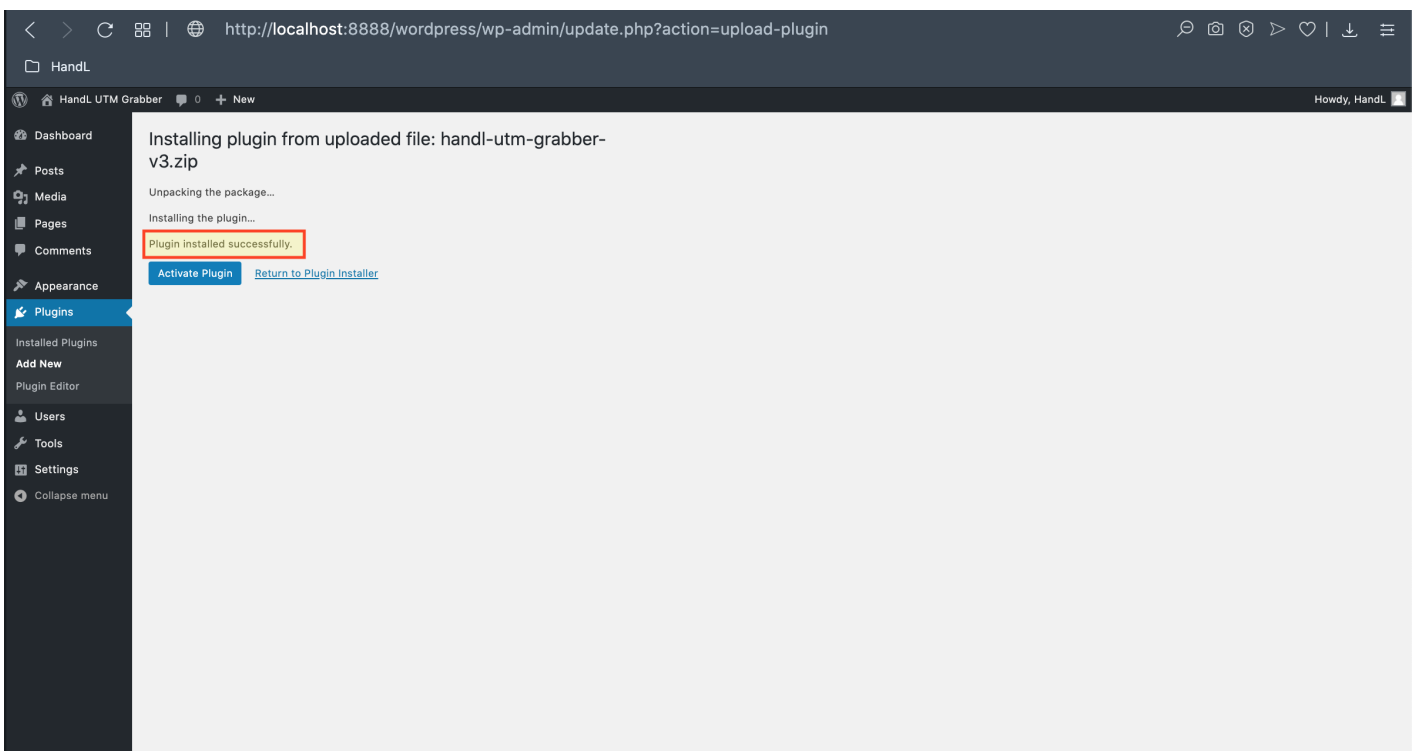 http://localhost:8888/wordpress/wp-admin/update.php?action=upload-plugin
HandL
HandL UTM Grabber 0 + New Howdy, HandL
Dashboard
Posts
Media
Pages
Comments
Appearance
Plugins
Installed Plugins
Add New
Plugin Editor
Users
Tools
Settings
Collapse menu
Installing plugin from uploaded file: handl-utm-grabber-
v3.zip
Unpacking the package…
Installing the plugin…
Plugin installed successfully.
Activate Plugin Return to Plugin Installer